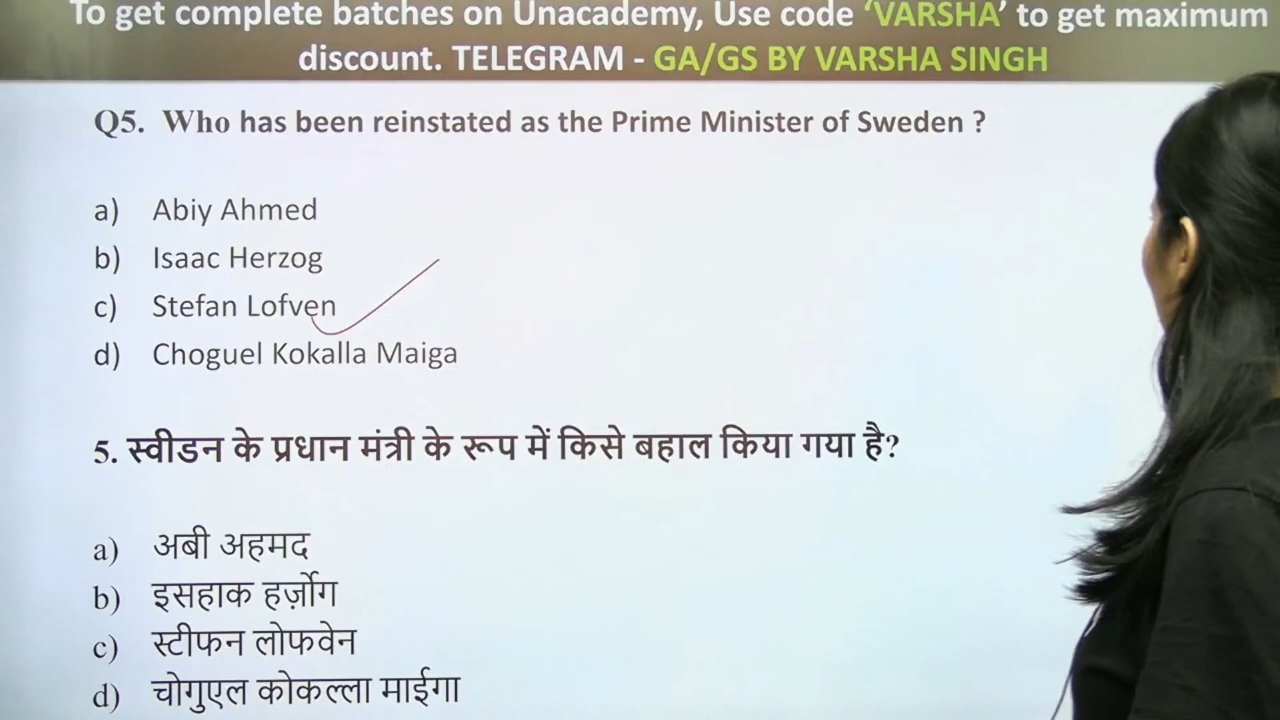 To get complete batches on Unacademy, Use code ‘VARSHA’ to get maximum
discount. TELEGRAM - GA/GS BY VARSHA SINGH
Q5. Who has been reinstated as the Prime Minister of Sweden ?
a) Abiy Ahmed
b) Isaac Herzog
c) Stefan Lofven
d) Choguel Kokalla Maiga
5. स्वीडन के प्रधान मंत्री के रूप में किसे बहाल किया गया है?
a) अबी अहमद
b) इसहाक हर्ज़ोग
c) स्टीफन लोफवेन
d) चोगुएल कोकल्ला माईगा